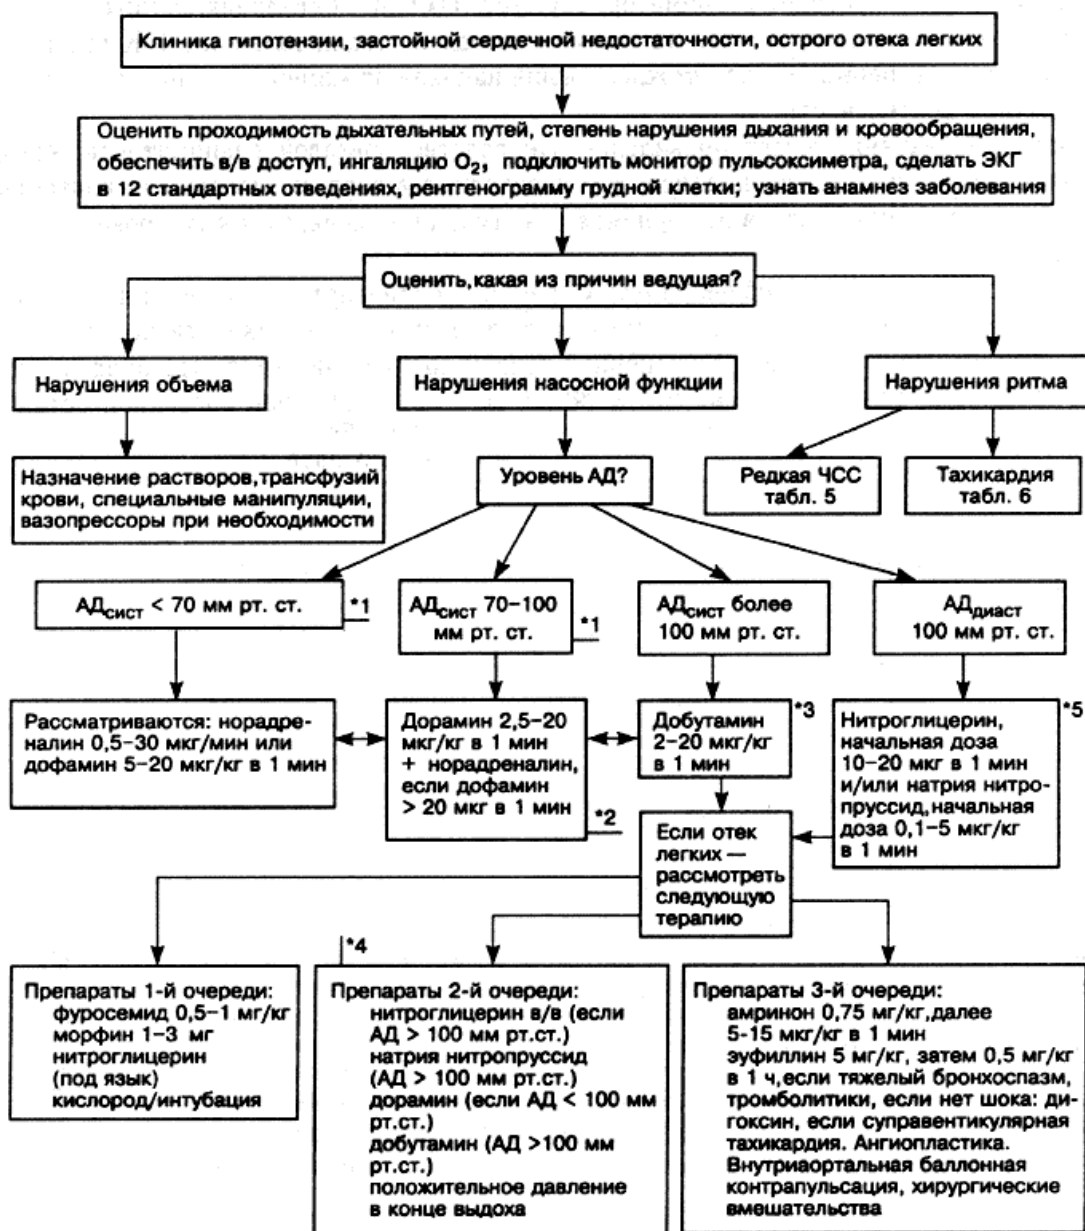 Клиника гипотензии, застойной сердечной недостаточности, острого отека легких
Оценить проходимость дыхательных путей, степень нарушения дыхания и кровообращения,
обеспечить в/в доступ, ингаляцию O₂, подключить монитор пульсоксиметра, сделать ЭКГ
в 12 стандартных отведениях, рентгенограмму грудной клетки; узнать анамнез заболевания
Оценить,какая из причин ведущая?
Нарушения объема
Нарушения насосной функции
Нарушения ритма
Назначение растворов,трансфузий
крови, специальные манипуляции,
вазопрессоры при необходимости
Уровень АД?
Редкая ЧСС
табл. 5
Тахикардия
табл. 6
АДсист < 70 мм рт. ст.
*1
АДсист 70–100
мм рт. ст.
*1
АДсист более
100 мм рт. ст.
АДдиаст
100 мм рт. ст.
Рассматриваются: норадре-
налин 0,5–30 мкг/мин или
дофамин 5–20 мкг/кг в 1 мин
Дорамин 2,5–20
мкг/кг в 1 мин
+ норадреналин,
если дофамин
> 20 мкг в 1 мин
*2
Добутамин
2–20 мкг/кг
в 1 мин
*3
Нитроглицерин,
начальная доза
10–20 мкг в 1 мин
и/или натрия нитро-
пруссид,начальная
доза 0,1–5 мкг/кг
в 1 мин
*5
Если отек
легких —
рассмотреть
следующую
терапию
*4
Препараты 1-й очереди:
фуросемид 0,5–1 мг/кг
морфин 1–3 мг
нитроглицерин
(под язык)
кислород/интубация
Препараты 2-й очереди:
нитроглицерин в/в (если
АД > 100 мм рт.ст.)
натрия нитропруссид
(АД > 100 мм рт.ст.)
дорамин (если АД < 100 мм
рт.ст.)
добутамин (АД >100 мм
рт.ст.)
положительное давление
в конце выдоха
Препараты 3-й очереди:
амринон 0,75 мг/кг,далее
5-15 мкг/кг в 1 мин
эуфиллин 5 мг/кг, затем 0,5 мг/кг
в 1 ч,если тяжелый бронхоспазм,
тромболитики, если нет шока: ди-
гоксин, если суправентикулярная
тахикардия. Ангиопластика.
Внутриаортальная баллонная
контрапульсация, хирургические
вмешательства